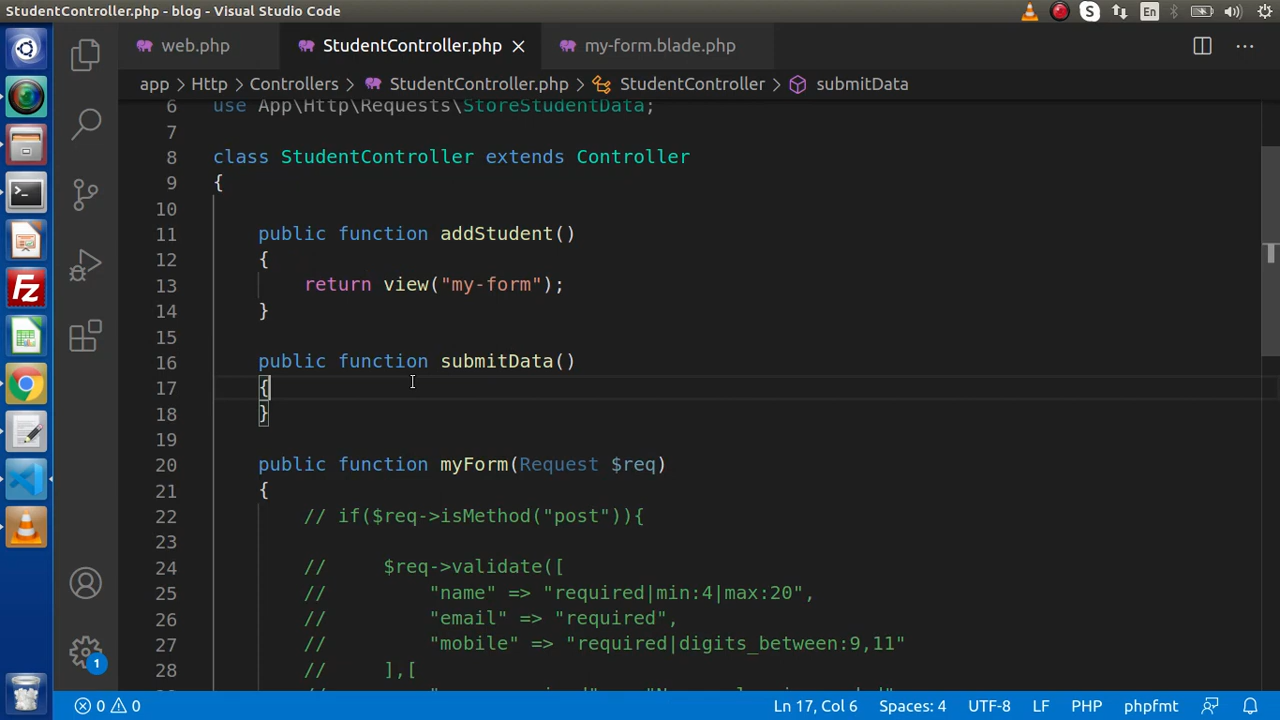 StudentController.php - blog - Visual Studio Code
En
web.php
StudentController.php
my-form.blade.php
app > Http > Controllers > StudentController.php > StudentController > submitData
6 use App\Http\Requests\StoreStudentData;
7
8 class StudentController extends Controller
9 {
10
11 public function addStudent()
12 {
13 return view("my-form");
14 }
15
16 public function submitData()
17 {
18 }
19
20 public function myForm(Request $req)
21 {
22 // if($req->isMethod("post")){
23
24 // $req->validate([
25 // "name" => "required|min:4|max:20",
26 // "email" => "required",
27 // "mobile" => "required|digits_between:9,11"
28 // ],[
1
0 0
Ln 17, Col 6
Spaces: 4
UTF-8
LF
PHP
phpfmt